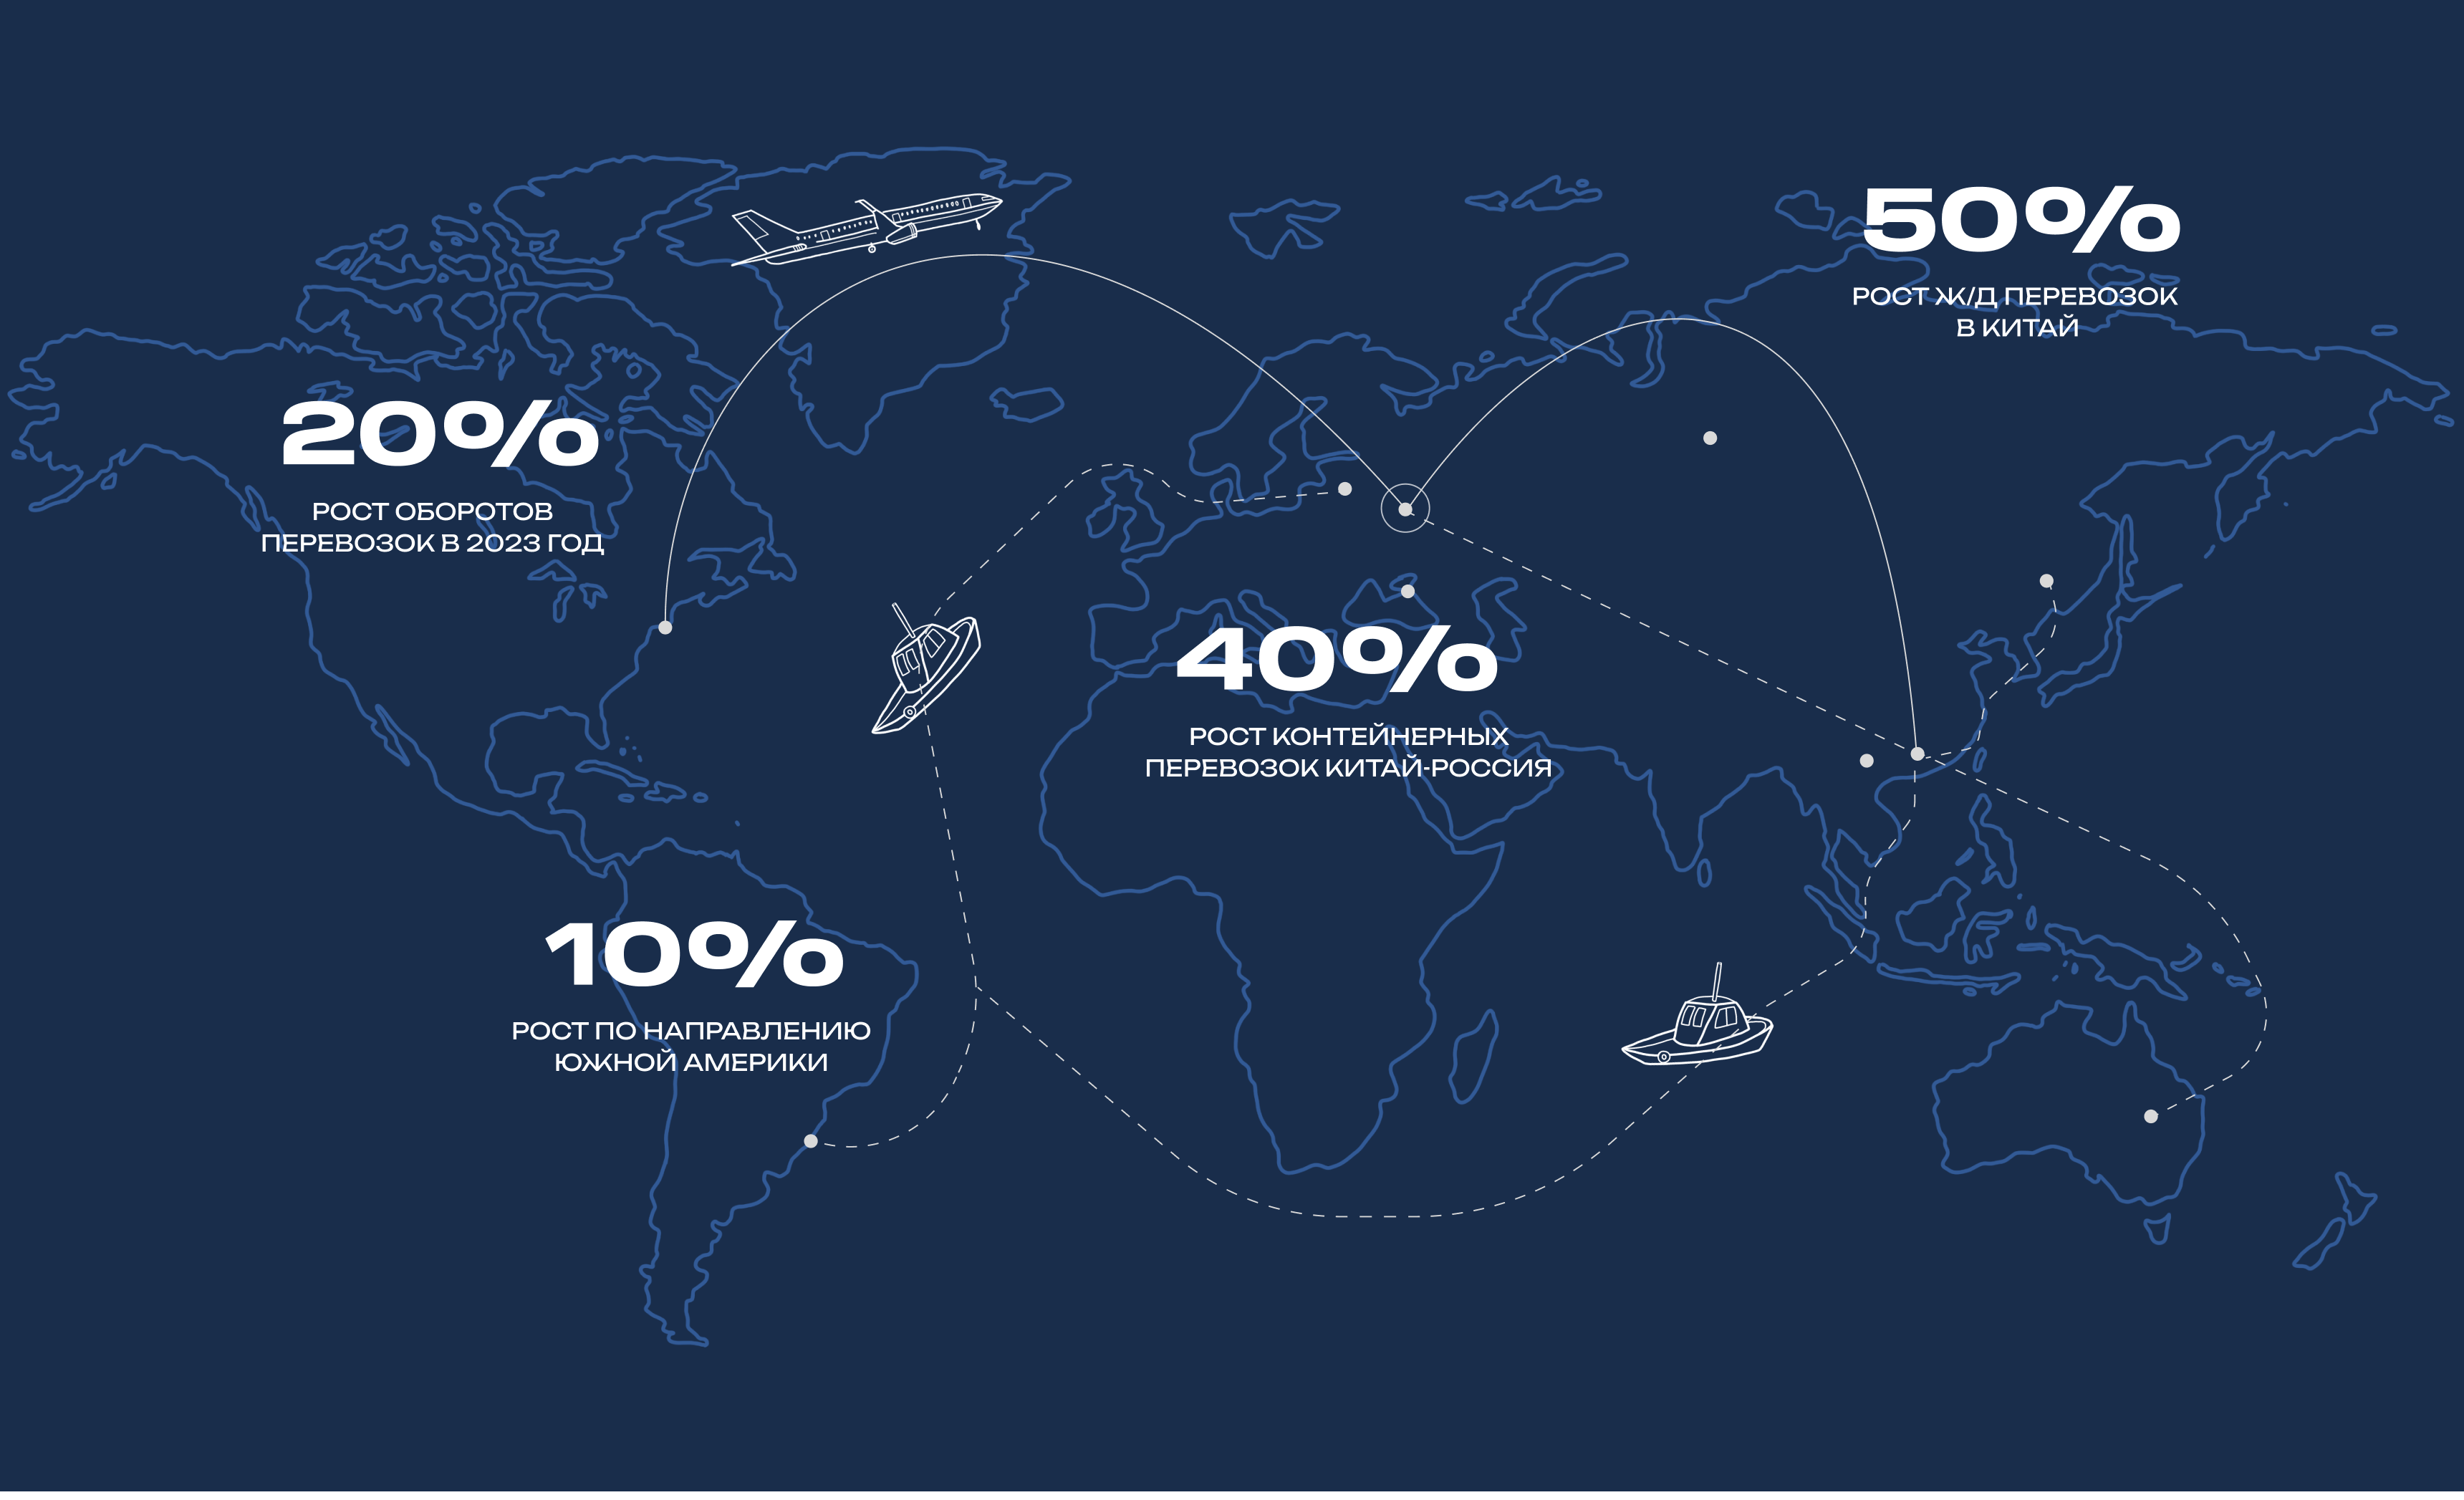 50%
РОСТ Ж/Д ПЕРЕВОЗОК
В КИТАЙ
20%
РОСТ ОБОРОТОВ
ПЕРЕВОЗОК В 2023 ГОД
40%
РОСТ КОНТЕЙНЕРНЫХ
ПЕРЕВОЗОК КИТАЙ-РОССИЯ
10%
РОСТ ПО НАПРАВЛЕНИЮ
ЮЖНОЙ АМЕРИКИ